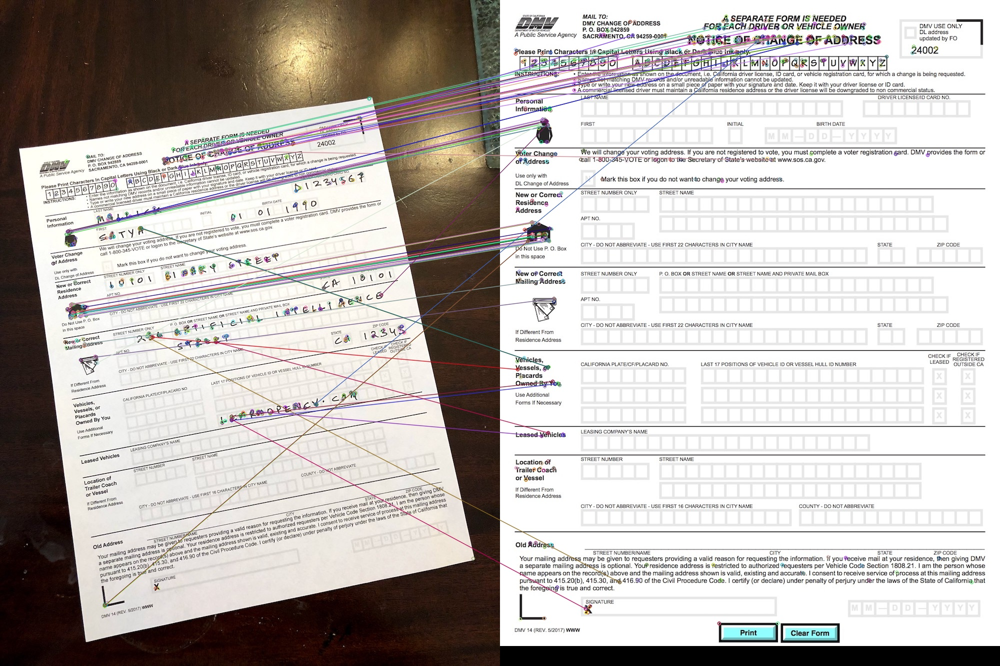 A SEPARATE FORM IS NEEDED
FOR EACH DRIVER OR VEHICLE OWNER
NOTICE OF CHANGE OF ADDRESS
DMV USE ONLY
DL address
updated by FO
24002
STATE OF CALIFORNIA
DMV
A Public Service Agency
MAIL TO:
DMV CHANGE OF ADDRESS
P. O. BOX 942859
SACRAMENTO, CA 94259-0001
Please Print Characters In Capital Letters Using Black or Dark Blue Ink only.
1 2 3 4 5 6 7 8 9 0 A B C D E F G H I J K L M N O P Q R S T U V W X Y Z
INSTRUCTIONS:
• Enter the information as shown on the document, i.e. California driver license, ID card, or vehicle registration card, for which a change is being requested.
• Names not matching DMV records and/or unreadable information cannot be updated.
• Type or write your new address on a small piece of paper with your signature and date. Keep it with your driver license or ID card.
• A commercial licensed driver must maintain a California residence address or the driver license will be downgraded to non commercial status.
Personal
Information
LAST NAME
MALLICK
D1234567
FIRST
SATYA
INITIAL
BIRTH DATE
01 01 1990
Voter Change
of Address
We will change your voting address. If you are not registered to vote, you must complete a voter registration card. DMV provides the form or
call 1-800-345-VOTE or logon to the Secretary of State's website at www.sos.ca.gov.
Use only with
DL Change of Address
N
Mark this box if you do not want to change your voting address.
New or Correct
Residence
Address
STREET NUMBER ONLY
STREET NAME
10101 BINARY STREET
APT NO
STATE
CA 10101
CITY - DO NOT ABBREVIATE - USE FIRST 22 CHARACTERS IN CITY NAME
Do Not Use P. O. Box
in this space
New or Correct
Mailing Address
STREET NUMBER ONLY
P. O. BOX OR STREET NAME OR STREET NAME AND PRIVATE MAIL BOX
256 ARTIFICIAL INTELLIGENCE
STREET
APT NO
STATE
ZIP CODE
CA 12345
CITY - DO NOT ABBREVIATE - USE FIRST 22 CHARACTERS IN CITY NAME
If Different From
Residence Address
Vehicles,
Vessels, or
Placards
Owned By You
Use Additional
Forms If Necessary
CALIFORNIA PLATE/CF/PLACARD NO.
LAST 17 POSITIONS OF VEHICLE ID OR VESSEL HULL ID NUMBER
CHECK IF
LEASED
CHECK IF
REGISTERED
OUTSIDE CA
LEARNOPENCV.COM
Leased Vehicles
LEASING COMPANY'S NAME
Location of
Trailer Coach
or Vessel
If Different From
Residence Address
STREET NUMBER
STREET NAME
CITY - DO NOT ABBREVIATE - USE FIRST 16 CHARACTERS IN CITY NAME
COUNTY - DO NOT ABBREVIATE
Old Address
STREET NUMBER/NAME
CITY
STATE
ZIP CODE
Your mailing address may be given to requesters providing a valid reason for requesting the information. If you receive mail at your residence, then giving DMV
a separate mailing address is optional. Your residence address is restricted to authorized requesters per Vehicle Code Section 1808.21. I am the person whose
name appears on the record(s) above and the mailing address shown is valid, existing and accurate. I consent to receive service of process at this mailing address
pursuant to 415.20(b), 415.30, and 416.90 of the Civil Procedure Code. I certify (or declare) under penalty of perjury under the laws of the State of California that
the foregoing is true and correct.
SIGNATURE
X
MM-DD-YYYY
DMV 14 (REV. 5/2017) WWW
STATE OF CALIFORNIA
DMV
DEPARTMENT OF MOTOR VEHICLES
A Public Service Agency
MAIL TO:
DMV CHANGE OF ADDRESS
P. O. BOX 942859
SACRAMENTO, CA 94259-0001
A SEPARATE FORM IS NEEDED
FOR EACH DRIVER OR VEHICLE OWNER
NOTICE OF CHANGE OF ADDRESS
DMV USE ONLY
DL address
updated by FO
24002
Please Print Characters In Capital Letters Using Black or Dark Blue Ink only.
1 2 3 4 5 6 7 8 9 0 A B C D E F G H I J K L M N O P Q R S T U V W X Y Z
INSTRUCTIONS:
• Enter the information as shown on the document, i.e. California driver license, ID card, or vehicle registration card, for which a change is being requested.
• Names not matching DMV records and/or unreadable information cannot be updated.
• Type or write your new address on a small piece of paper with your signature and date. Keep it with your driver license or ID card.
• A commercial licensed driver must maintain a California residence address or the driver license will be downgraded to non commercial status.
Personal
Information
LAST NAME
DRIVER LICENSE/ID CARD NO.
FIRST
INITIAL
BIRTH DATE
MM-DD-YYYY
Voter Change
of Address
We will change your voting address. If you are not registered to vote, you must complete a voter registration card. DMV provides the form or
call 1-800-345-VOTE or logon to the Secretary of State's website at www.sos.ca.gov.
Use only with
DL Change of Address
N
Mark this box if you do not want to change your voting address.
New or Correct
Residence
Address
STREET NUMBER ONLY
STREET NAME
APT NO.
Do Not Use P. O. Box
in this space
CITY - DO NOT ABBREVIATE - USE FIRST 22 CHARACTERS IN CITY NAME
STATE
ZIP CODE
New or Correct
Mailing Address
STREET NUMBER ONLY
P. O. BOX OR STREET NAME OR STREET NAME AND PRIVATE MAIL BOX
APT NO.
If Different From
Residence Address
CITY - DO NOT ABBREVIATE - USE FIRST 22 CHARACTERS IN CITY NAME
STATE
ZIP CODE
Vehicles,
Vessels, or
Placards
Owned By You
Use Additional
Forms If Necessary
CALIFORNIA PLATE/CF/PLACARD NO.
LAST 17 POSITIONS OF VEHICLE ID OR VESSEL HULL ID NUMBER
CHECK IF
LEASED
CHECK IF
REGISTERED
OUTSIDE CA
X X
X X
X X
Leased Vehicles
LEASING COMPANY'S NAME
Location of
Trailer Coach
or Vessel
If Different From
Residence Address
STREET NUMBER
STREET NAME
CITY - DO NOT ABBREVIATE - USE FIRST 16 CHARACTERS IN CITY NAME
COUNTY - DO NOT ABBREVIATE
Old Address
STREET NUMBER/NAME
CITY
STATE
ZIP CODE
Your mailing address may be given to requesters providing a valid reason for requesting the information. If you receive mail at your residence, then giving DMV
a separate mailing address is optional. Your residence address is restricted to authorized requesters per Vehicle Code Section 1808.21. I am the person whose
name appears on the record(s) above and the mailing address shown is valid, existing and accurate. I consent to receive service of process at this mailing address
pursuant to 415.20(b), 415.30, and 416.90 of the Civil Procedure Code. I certify (or declare) under penalty of perjury under the laws of the State of California that
the foregoing is true and correct.
SIGNATURE
X
MM-DD-YYYY
DMV 14 (REV. 5/2017) WWW
Print
Clear Form